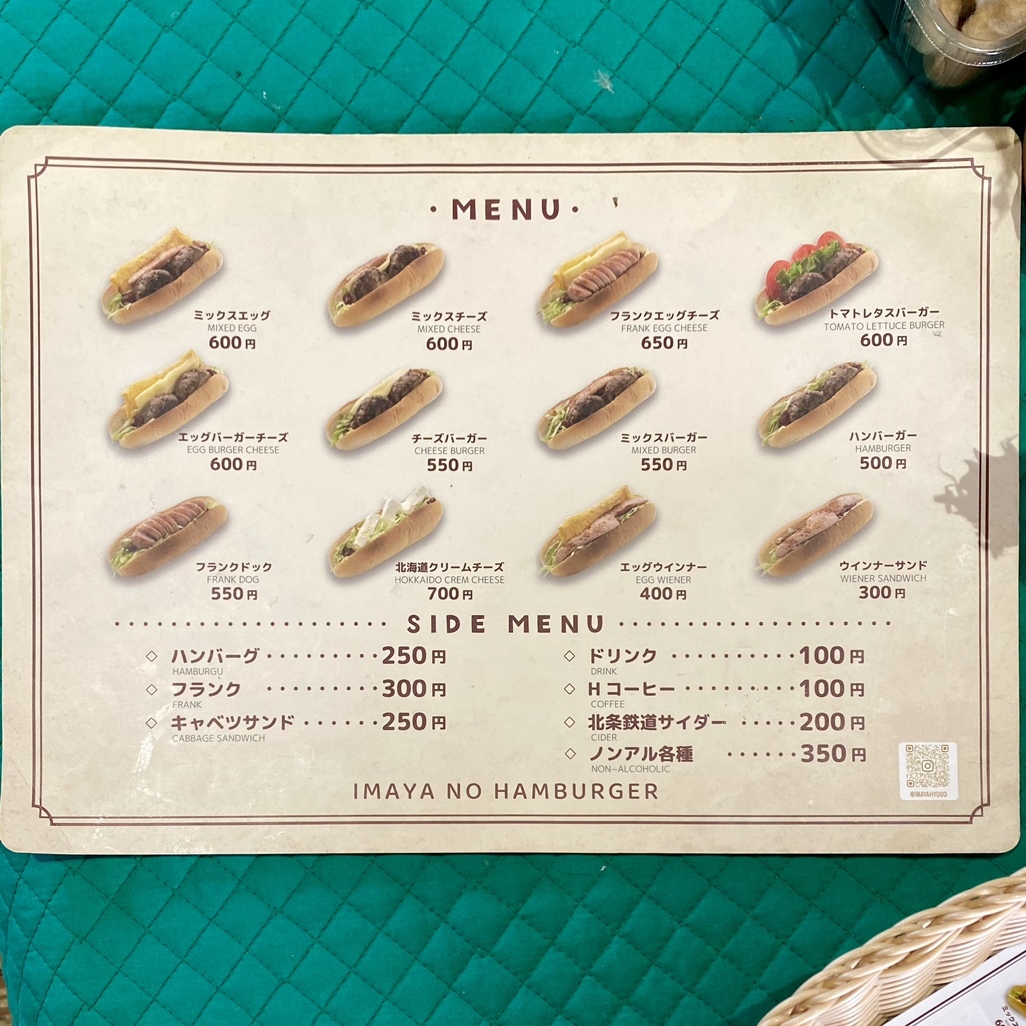 ・MENU・
ミックスエッグ
MIXED EGG
600円
ミックスチーズ
MIXED CHEESE
600円
フランクエッグチーズ
FRANK EGG CHEESE
650円
トマトレタスバーガー
TOMATO LETTUCE BURGER
600円
エッグバーガーチーズ
EGG BURGER CHEESE
600円
チーズバーガー
CHEESE BURGER
550円
ミックスバーガー
MIXED BURGER
550円
ハンバーガー
HAMBURGER
500円
フランクドック
FRANK DOG
550円
北海道クリームチーズ
HOKKAIDO CREM CHEESE
700円
エッグウインナー
EGG WIENER
400円
ウインナーサンド
WIENER SANDWICH
300円
SIDE MENU
◇ ハンバーグ・・・・・・・・・250円
HAMBURGU
◇ フランク ・・・・・・・・・300円
FRANK
◇ キャベツサンド ・・・・・・250円
CABBAGE SANDWICH
◇ ドリンク ・・・・・・・・・・100円
DRINK
◇ Hコーヒー・・・・・・・・・100円
COFFEE
◇ 北条鉄道サイダー ・・・・・200円
CIDER
◇ ノンアル各種 ・・・・・・350円
NON-ALCOHOLIC
IMAYA NO HAMBURGER
@IMAYAHYOGO